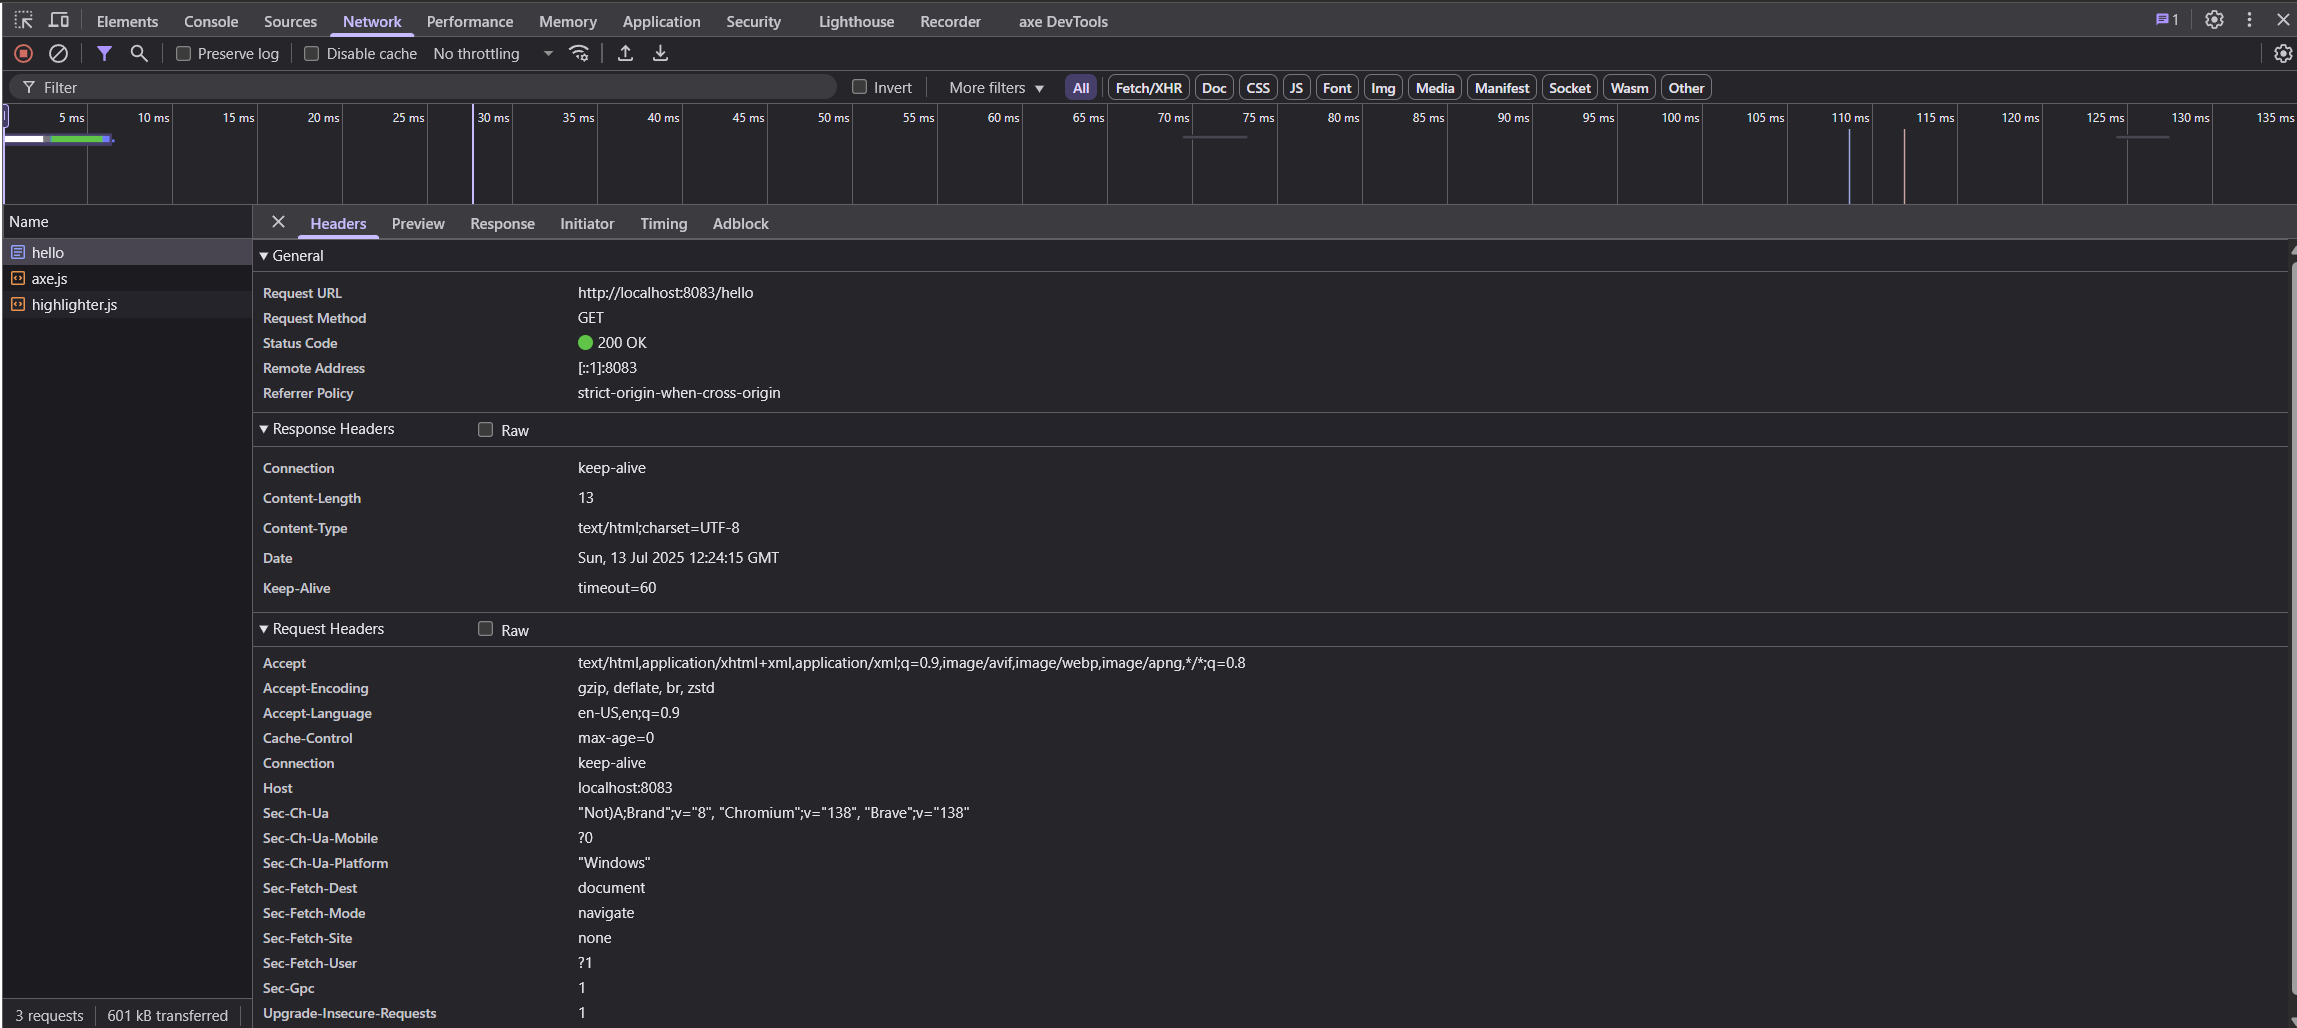 Elements Console Sources Network Performance Memory Application Security Lighthouse Recorder axe DevTools 1
Preserve log Disable cache No throttling
Filter Invert More filters All Fetch/XHR Doc CSS JS Font Img Media Manifest Socket Wasm Other
5 ms 10 ms 15 ms 20 ms 25 ms 30 ms 35 ms 40 ms 45 ms 50 ms 55 ms 60 ms 65 ms 70 ms 75 ms 80 ms 85 ms 90 ms 95 ms 100 ms 105 ms 110 ms 115 ms 120 ms 125 ms 130 ms 135 ms
Name
hello
axe.js
highlighter.js
Headers Preview Response Initiator Timing Adblock
General
Request URL http://localhost:8083/hello
Request Method GET
Status Code 200 OK
Remote Address [::1]:8083
Referrer Policy strict-origin-when-cross-origin
Response Headers Raw
Connection keep-alive
Content-Length 13
Content-Type text/html;charset=UTF-8
Date Sun, 13 Jul 2025 12:24:15 GMT
Keep-Alive timeout=60
Request Headers Raw
Accept text/html,application/xhtml+xml,application/xml;q=0.9,image/avif,image/webp,image/apng,*/*;q=0.8
Accept-Encoding gzip, deflate, br, zstd
Accept-Language en-US,en;q=0.9
Cache-Control max-age=0
Connection keep-alive
Host localhost:8083
Sec-Ch-Ua "Not)A;Brand";v="8", "Chromium";v="138", "Brave";v="138"
Sec-Ch-Ua-Mobile ?0
Sec-Ch-Ua-Platform "Windows"
Sec-Fetch-Dest document
Sec-Fetch-Mode navigate
Sec-Fetch-Site none
Sec-Fetch-User ?1
Sec-Gpc 1
Upgrade-Insecure-Requests 1
3 requests 601 kB transferred